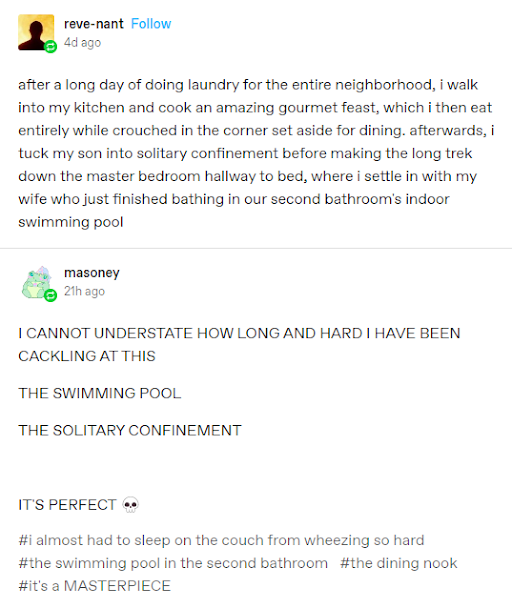 reve-nant Follow
4d ago
after a long day of doing laundry for the entire neighborhood, i walk
into my kitchen and cook an amazing gourmet feast, which i then eat
entirely while crouched in the corner set aside for dining. afterwards, i
tuck my son into solitary confinement before making the long trek
down the master bedroom hallway to bed, where i settle in with my
wife who just finished bathing in our second bathroom's indoor
swimming pool
masoney
21h ago
I CANNOT UNDERSTATE HOW LONG AND HARD I HAVE BEEN
CACKLING AT THIS
THE SWIMMING POOL
THE SOLITARY CONFINEMENT
IT'S PERFECT 💀
#i almost had to sleep on the couch from wheezing so hard
#the swimming pool in the second bathroom #the dining nook
#it's a MASTERPIECE